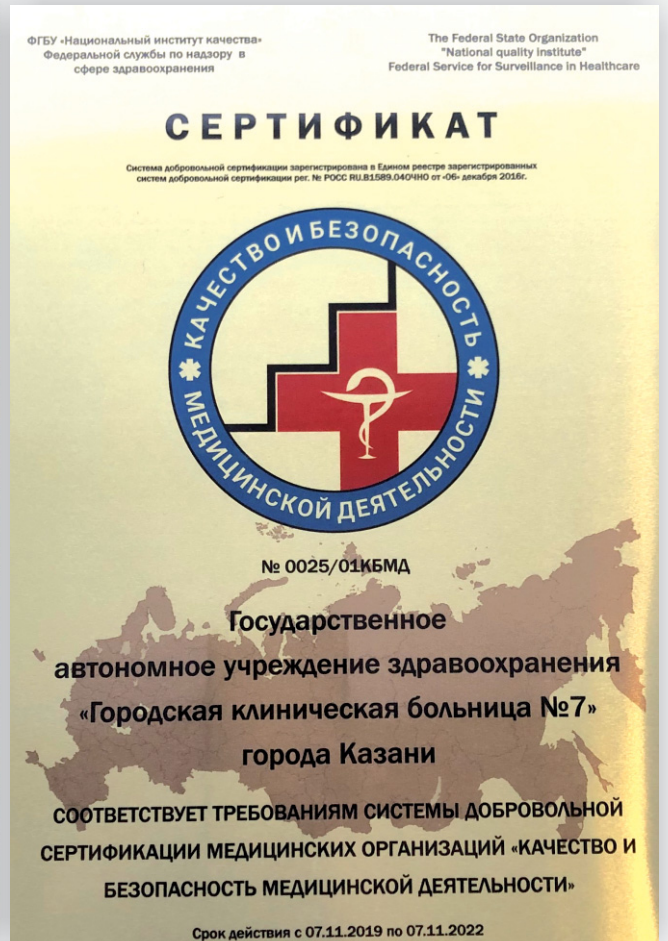 ФГБУ «Национальный институт качества»
Федеральной службы по надзору в
сфере здравоохранения
The Federal State Organization
"National quality institute"
Federal Service for Surveillance in Healthcare
СЕРТИФИКАТ
Система добровольной сертификации зарегистрирована в Едином реестре зарегистрированных
систем добровольной сертификации рег. № РОСС RU.В1589.04ОЧНО от «06» декабря 2016г.
КАЧЕСТВО И БЕЗОПАСНОСТЬ
МЕДИЦИНСКОЙ ДЕЯТЕЛЬНОСТИ
№ 0025/01КБМД
Государственное
автономное учреждение здравоохранения
«Городская клиническая больница №7»
города Казани
СООТВЕТСТВУЕТ ТРЕБОВАНИЯМ СИСТЕМЫ ДОБРОВОЛЬНОЙ
СЕРТИФИКАЦИИ МЕДИЦИНСКИХ ОРГАНИЗАЦИЙ «КАЧЕСТВО И
БЕЗОПАСНОСТЬ МЕДИЦИНСКОЙ ДЕЯТЕЛЬНОСТИ»
Срок действия с 07.11.2019 по 07.11.2022